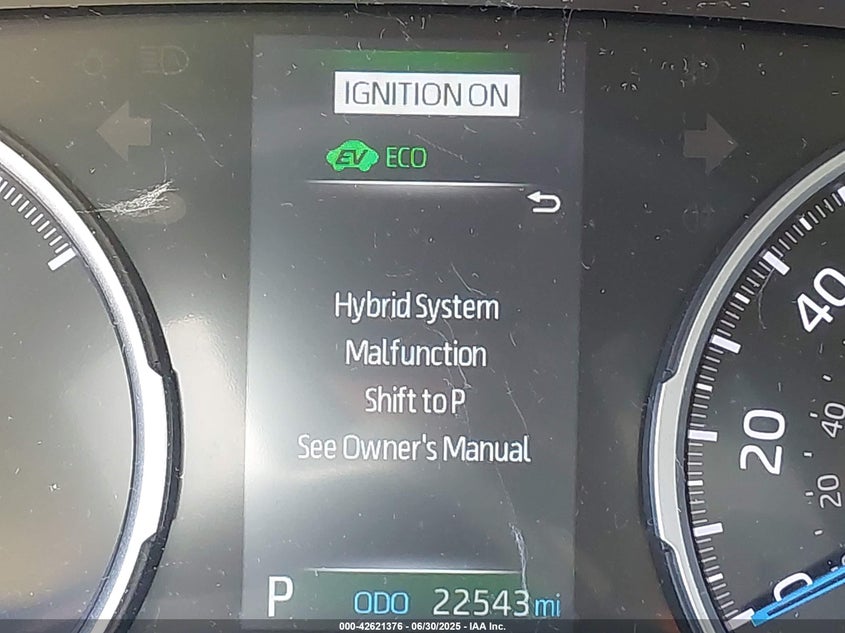 IGNITION ON
EV ECO
Hybrid System
Malfunction
Shift to P
See Owner's Manual
40
20
40
20
0
P ODO 22543 mi
000-42621376 - 06/30/2025 - IAA Inc.